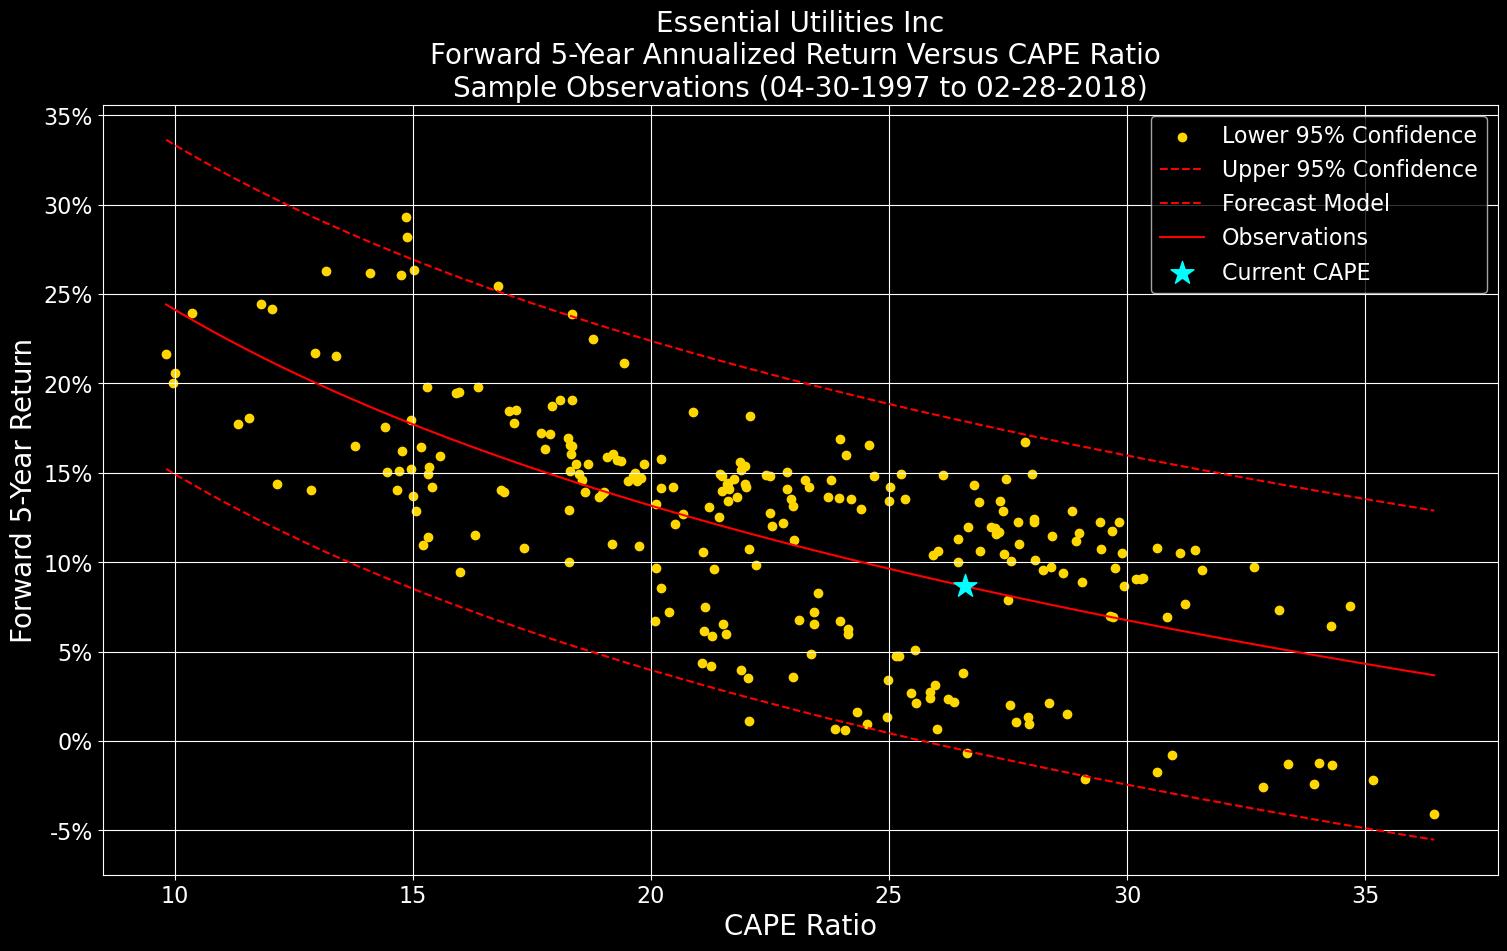 Essential Utilities Inc
Forward 5-Year Annualized Return Versus CAPE Ratio
Sample Observations (04-30-1997 to 02-28-2018)
35%
30%
25%
20%
15%
10%
5%
0%
-5%
Forward 5-Year Return
Lower 95% Confidence
Upper 95% Confidence
Forecast Model
Observations
Current CAPE
10
15
20
25
30
35
CAPE Ratio